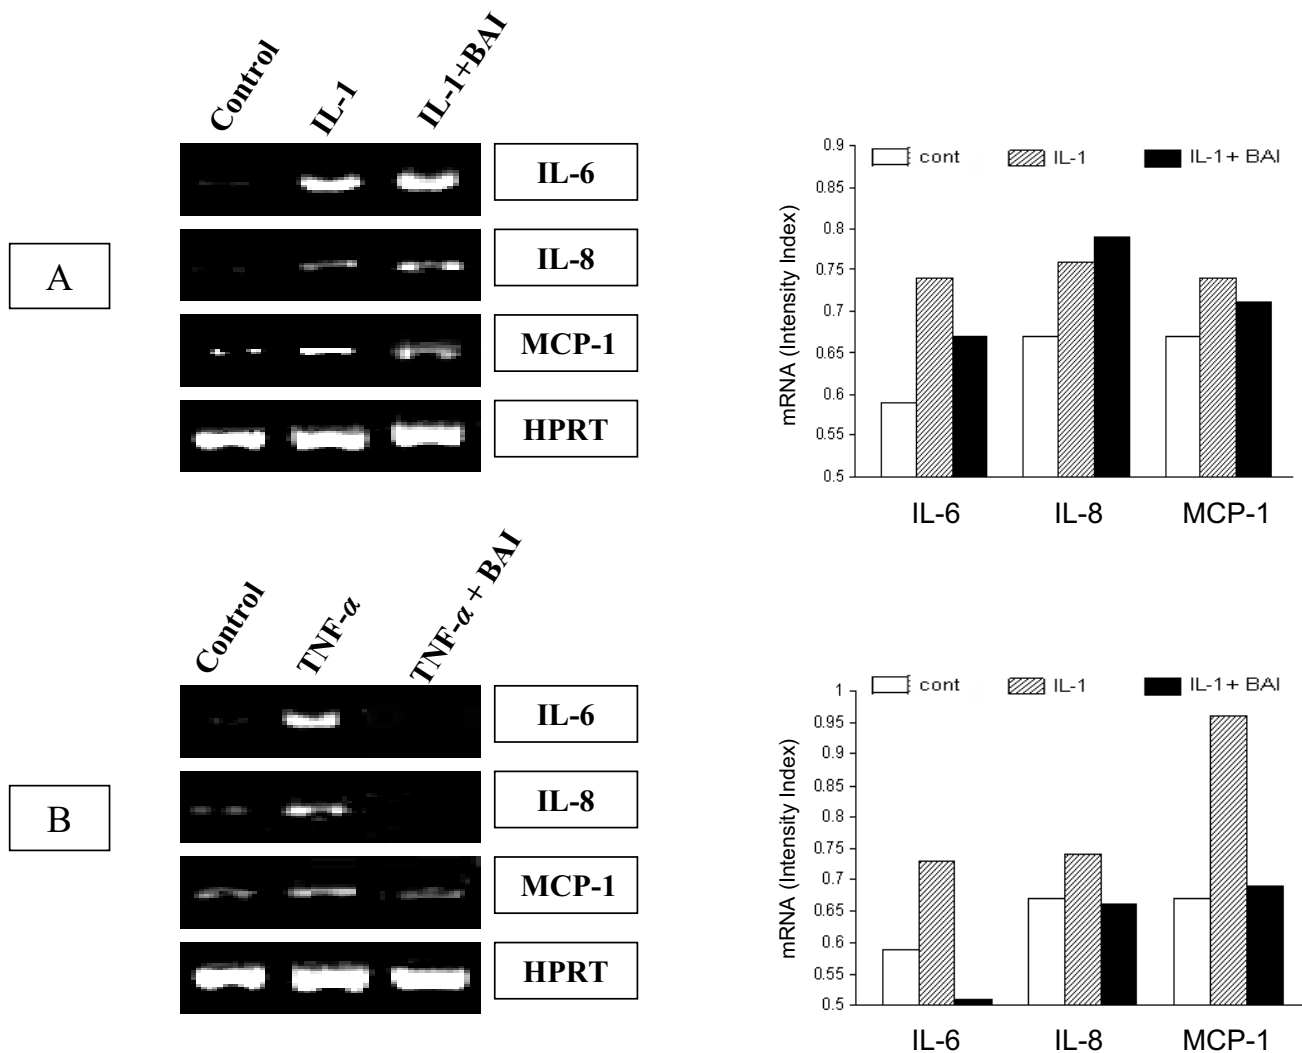 Control
IL-1
IL-1+BAI
A
IL-6
IL-8
MCP-1
HPRT
cont
IL-1
IL-1+ BAI
mRNA (Intensity Index)
0.9
0.85
0.8
0.75
0.7
0.65
0.6
0.55
0.5
IL-6
IL-8
MCP-1
Control
TNF-α
TNF-α + BAI
B
IL-6
IL-8
MCP-1
HPRT
cont
IL-1
IL-1+ BAI
mRNA (Intensity Index)
1
0.95
0.9
0.85
0.8
0.75
0.7
0.65
0.6
0.55
0.5
IL-6
IL-8
MCP-1